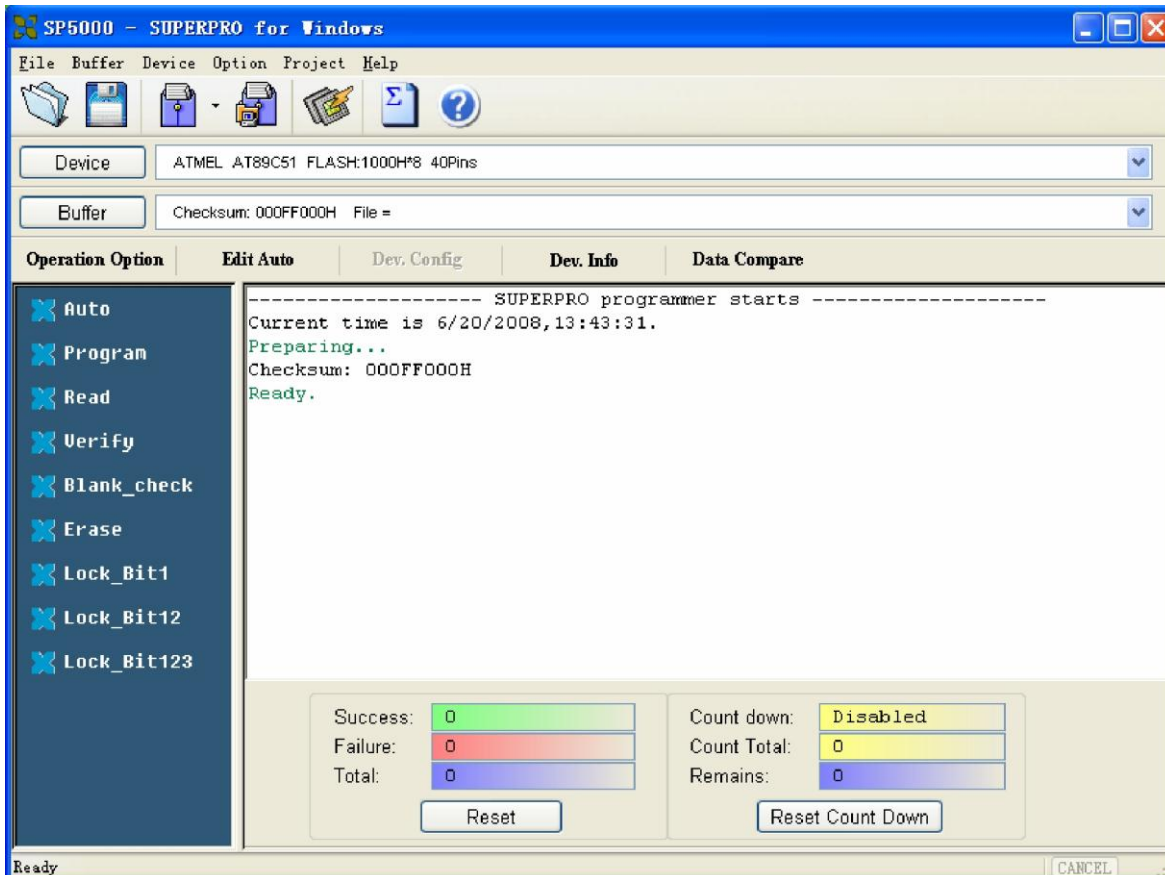 SP5000 - SUPERPRO for Windows
File Buffer Device Option Project Help
Σ ?
Device ATMEL AT89C51 FLASH:1000H*8 40Pins
Buffer Checksum: 000FF000H File =
Operation Option Edit Auto Dev. Config Dev. Info Data Compare
Auto
Program
Read
Verify
Blank_check
Erase
Lock_Bit1
Lock_Bit12
Lock_Bit123
-------------------- SUPERPRO programmer starts --------------------
Current time is 6/20/2008,13:43:31.
Preparing...
Checksum: 000FF000H
Ready.
Success: 0
Failure: 0
Total: 0
Reset
Count down: Disabled
Count Total: 0
Remains: 0
Reset Count Down
Ready CANCEL